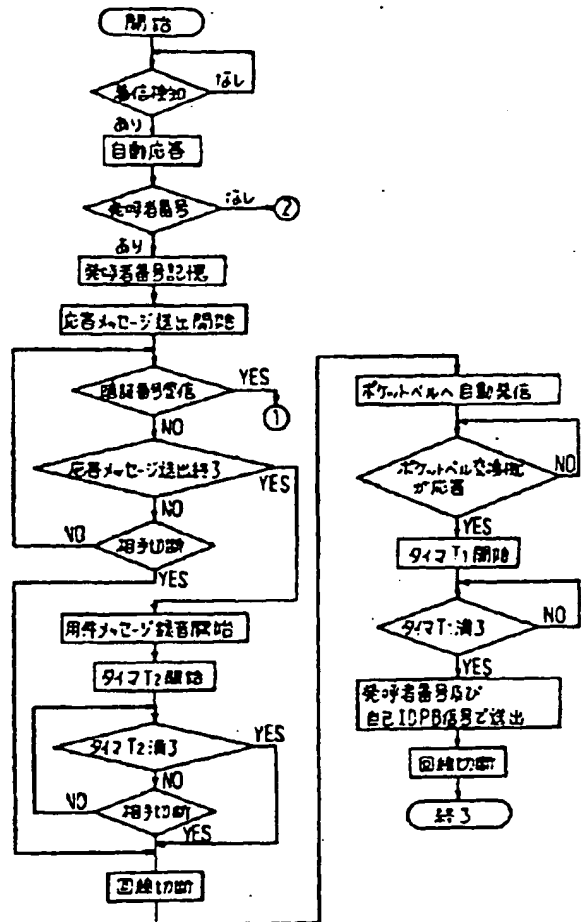 開始
着信検知
なし
あり
自動応答
発呼者番号
なし
②
あり
発呼者番号記憶
応答メッセージ送出開始
暗証番号受信
YES
①
NO
応答メッセージ送出終了
YES
NO
相手切断
NO
YES
用件メッセージ録音開始
タイマT2開始
タイマT2満了
YES
NO
相手切断
NO
YES
回線切断
ポケットベルへ自動発信
ポケットベル交換機
が応答
NO
YES
タイマT1開始
タイマT1満了
NO
YES
発呼者番号及び
自己IDPB信号で送出
回線切断
終了